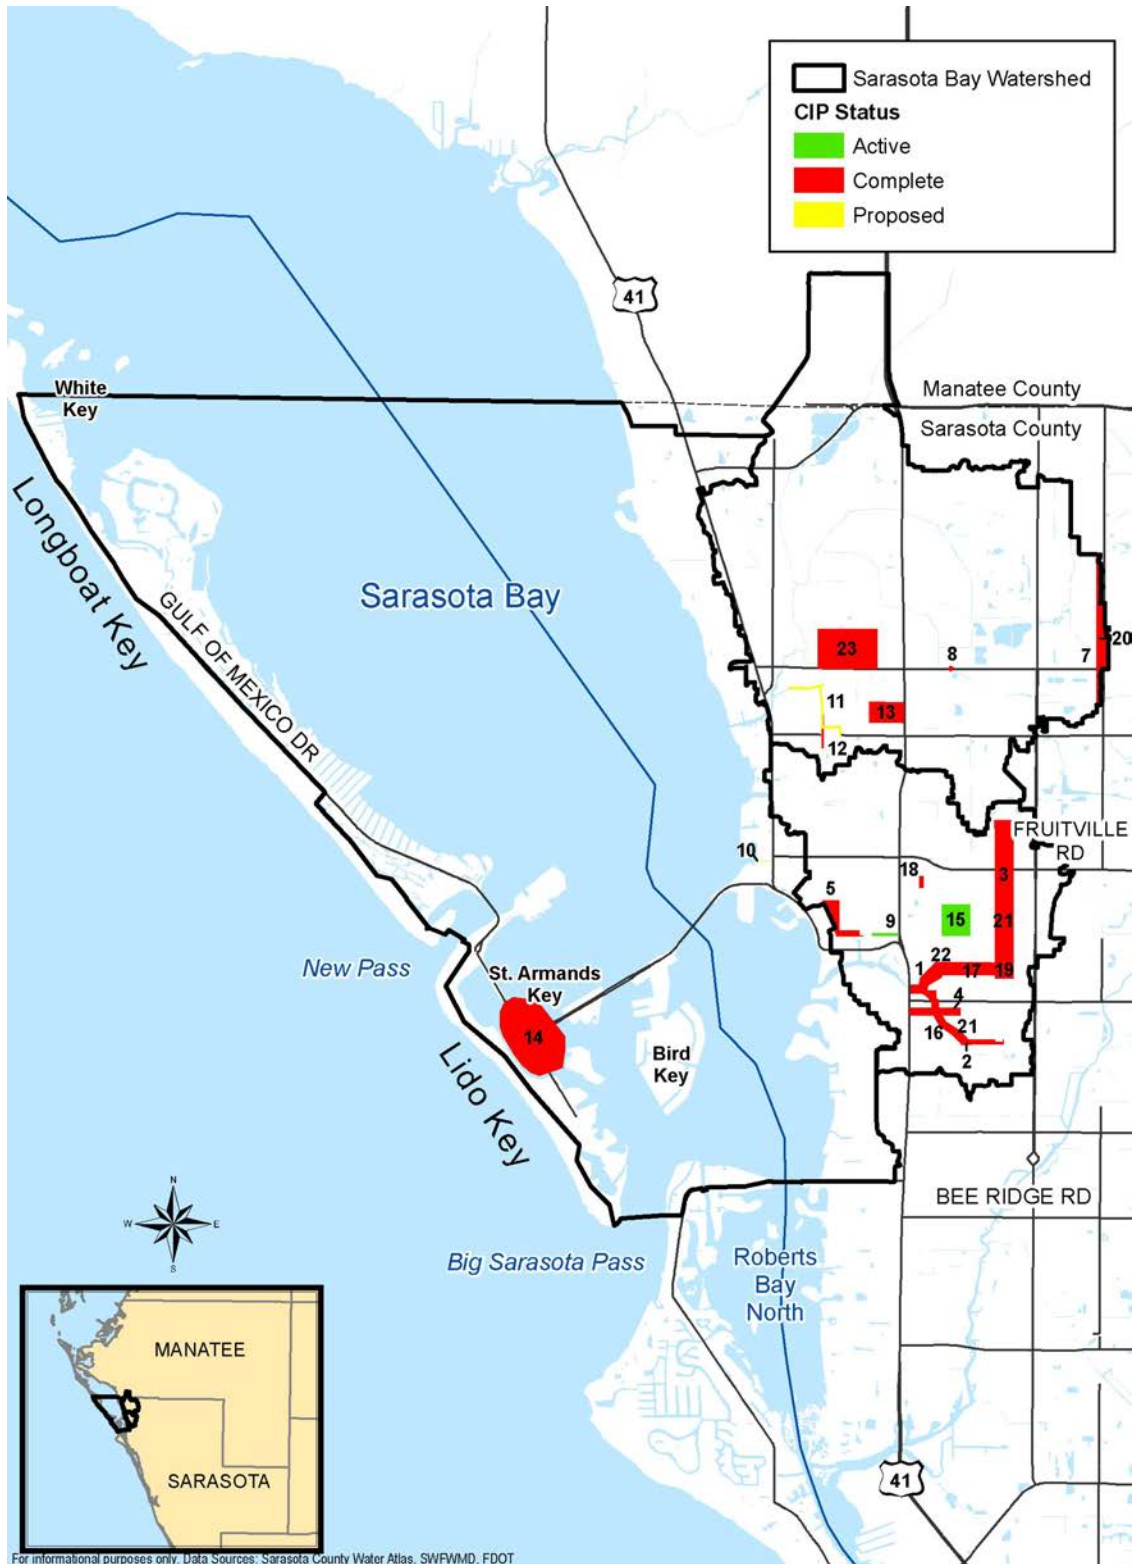 Sarasota Bay Watershed
CIP Status
Active
Complete
Proposed
41
White
Key
Manatee County
Sarasota County
Longboat Key
GULF OF MEXICO DR
Sarasota Bay
23
8
7
20
11
13
12
FRUITVILLE
RD
10
18
3
5
9
15
21
22
1
17
19
4
16
21
2
New Pass
St. Armands
Key
14
Bird
Key
Lido Key
N
W
E
S
BEE RIDGE RD
Big Sarasota Pass
Roberts
Bay
North
MANATEE
SARASOTA
41
For informational purposes only. Data Sources: Sarasota County Water Atlas, SWFWMD, FDOT